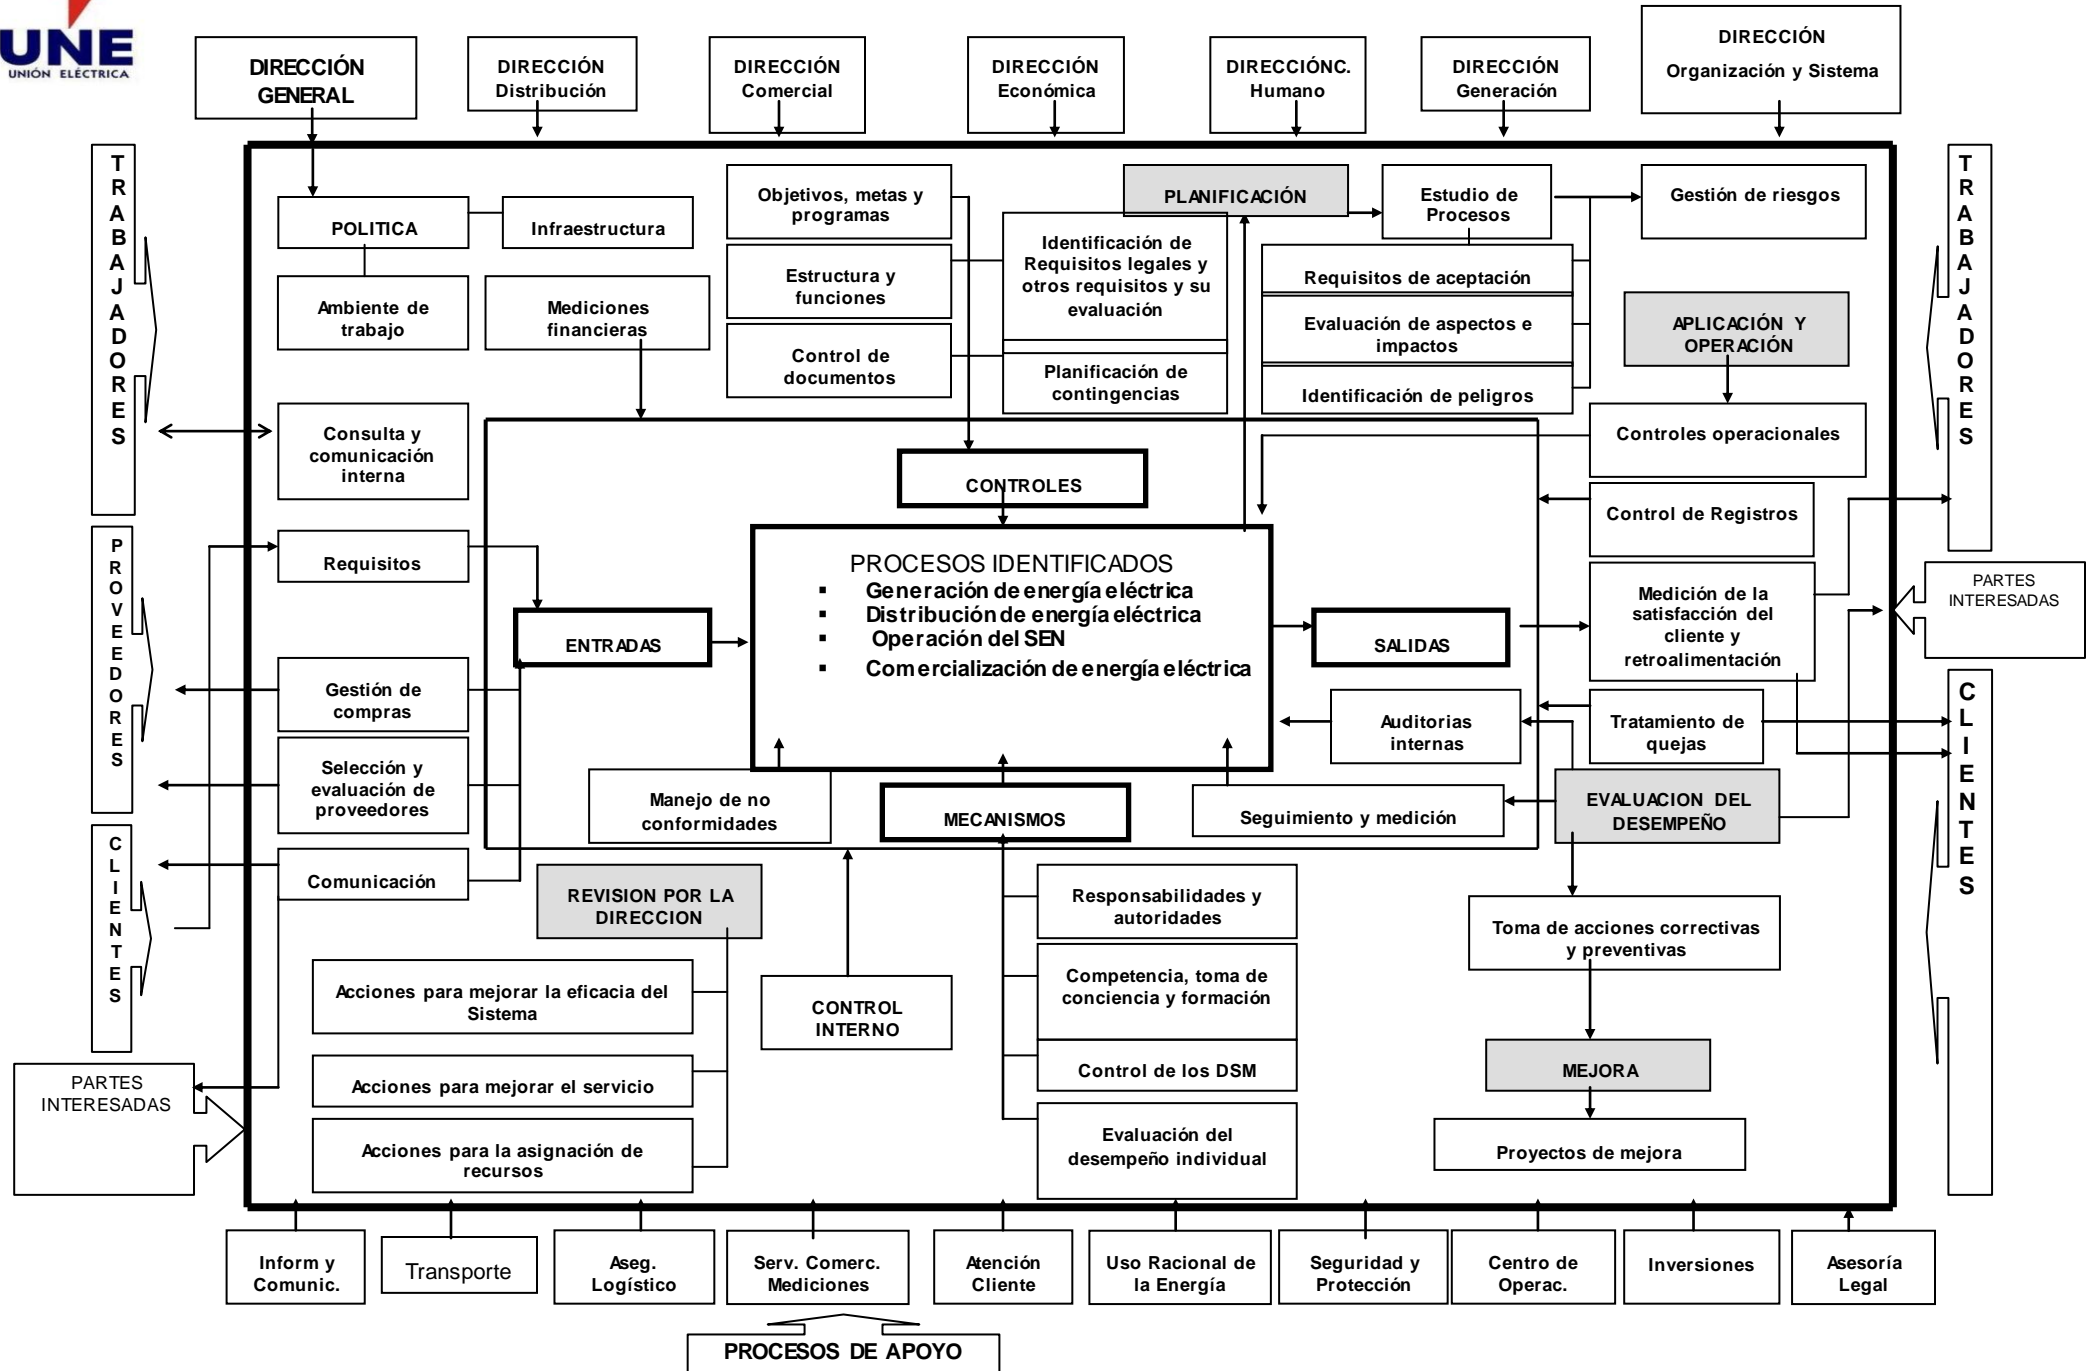 UNE
UNIÓN ELÉCTRICA
DIRECCIÓN
GENERAL
DIRECCIÓN
Distribución
DIRECCIÓN
Comercial
DIRECCIÓN
Económica
DIRECCIÓNC.
Humano
DIRECCIÓN
Generación
DIRECCIÓN
Organización y Sistema
TRABAJADORES
PROVEEDORES
CLIENTES
PARTES
INTERESADAS
POLITICA
Infraestructura
Ambiente de
trabajo
Mediciones
financieras
Objetivos, metas y
programas
Estructura y
funciones
Control de
documentos
Identificación de
Requisitos legales y
otros requisitos y su
evaluación
Planificación de
contingencias
PLANIFICACIÓN
Estudio de
Procesos
Gestión de riesgos
Requisitos de aceptación
Evaluación de aspectos e
impactos
Identificación de peligros
APLICACIÓN Y
OPERACIÓN
Controles operacionales
Control de Registros
Consulta y
comunicación
interna
Requisitos
ENTRADAS
Gestión de
compras
Selección y
evaluación de
proveedores
Comunicación
CONTROLES
PROCESOS IDENTIFICADOS
▪ Generación de energía eléctrica
▪ Distribución de energía eléctrica
▪ Operación del SEN
▪ Comercialización de energía eléctrica
SALIDAS
Medición de la
satisfacción del
cliente y
retroalimentación
Auditorias
internas
Tratamiento de
quejas
Manejo de no
conformidades
MECANISMOS
Seguimiento y medición
EVALUACION DEL
DESEMPEÑO
REVISION POR LA
DIRECCION
Acciones para mejorar la eficacia del
Sistema
Acciones para mejorar el servicio
Acciones para la asignación de
recursos
CONTROL
INTERNO
Responsabilidades y
autoridades
Competencia, toma de
conciencia y formación
Control de los DSM
Evaluación del
desempeño individual
Toma de acciones correctivas
y preventivas
MEJORA
Proyectos de mejora
TRABAJADORES
PARTES
INTERESADAS
CLIENTES
Inform y
Comunic.
Transporte
Aseg.
Logístico
Serv. Comerc.
Mediciones
Atención
Cliente
Uso Racional de
la Energía
Seguridad y
Protección
Centro de
Operac.
Inversiones
Asesoría
Legal
PROCESOS DE APOYO